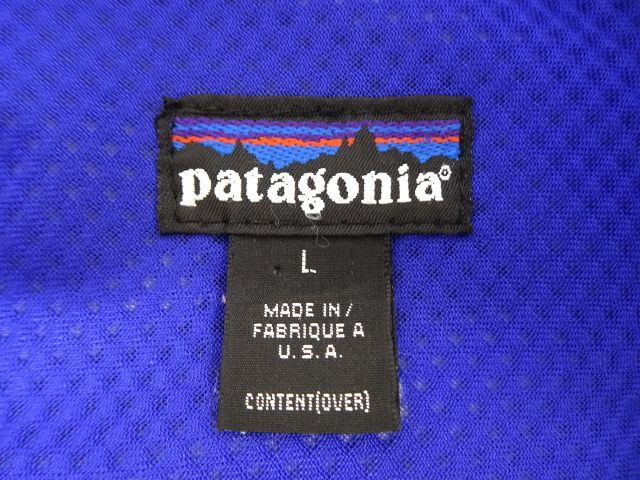 patagonia®
L
MADE IN /
FABRIQUE A
U.S.A.
CONTENT(OVER)